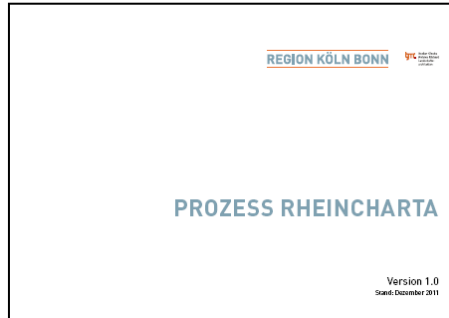 REGION KÖLN BONN
PROZESS RHEINCHARTA
Version 1.0
Stand: Dezember 2011